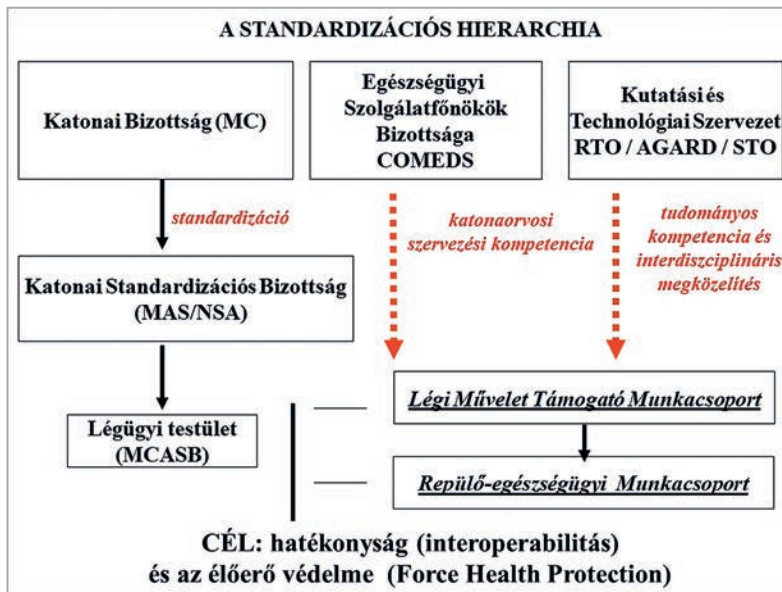 A STANDARDIZÁCIÓS HIERARCHIA
Katonai Bizottság (MC)
Egészségügyi
Szolgálatfőnökök
Bizottsága
COMEDS
Kutatási és
Technológiai Szervezet
RTO / AGARD / STO
standardizáció
katonaorvosi
szervezési kompetencia
tudományos
kompetencia és
interdiszciplináris
megközelítés
Katonai Standardizációs Bizottság
(MAS/NSA)
Légügyi testület
(MCASB)
Légi Művelet Támogató Munkacsoport
Repülő-egészségügyi Munkacsoport
CÉL: hatékonyság (interoperabilitás)
és az élőerő védelme (Force Health Protection)